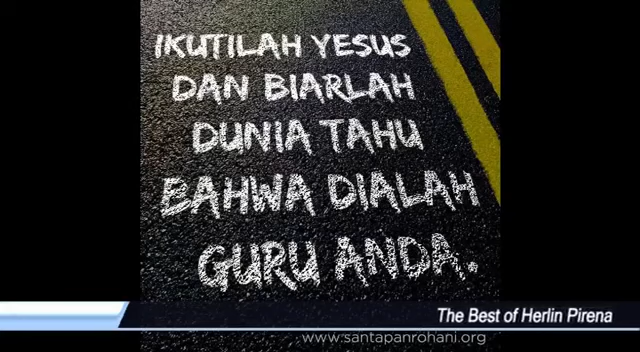 IKUTILAH YESUS
DAN BIARLAH
DUNIA TAHU
BAHWA DIALAH
GURU ANDA.
The Best of Herlin Pirena
www.santapanrohani.org